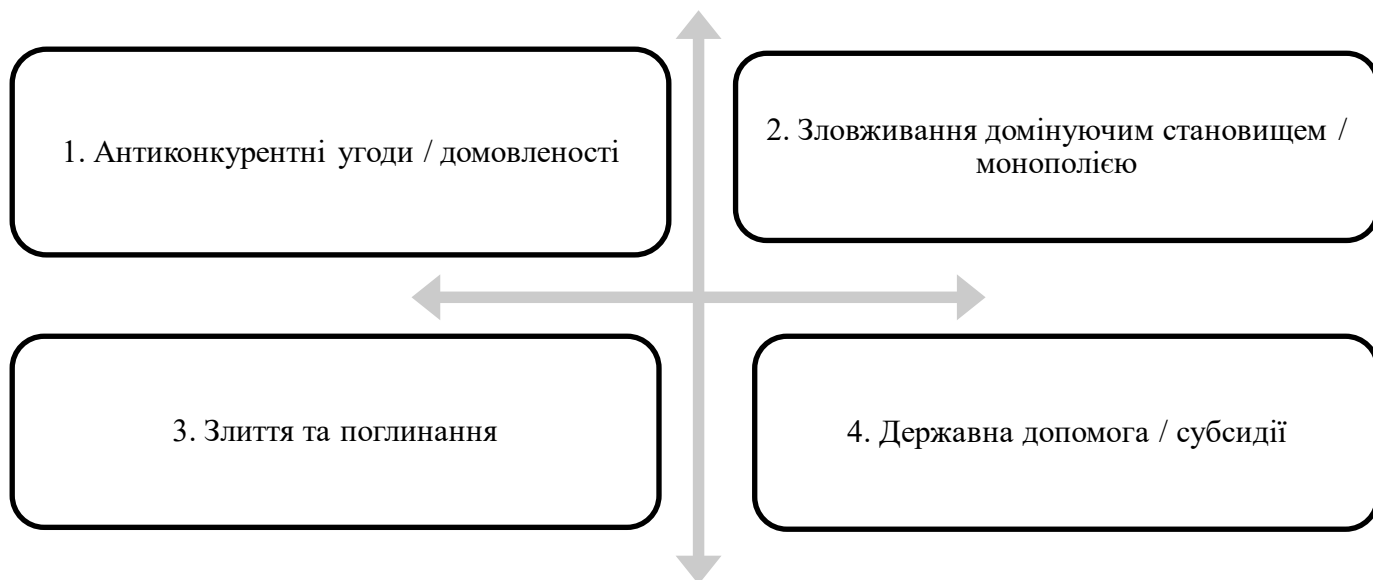 1. Антиконкурентні угоди / домовленості
2. Зловживання домінуючим становищем /
монополією
3. Злиття та поглинання
4. Державна допомога / субсидії